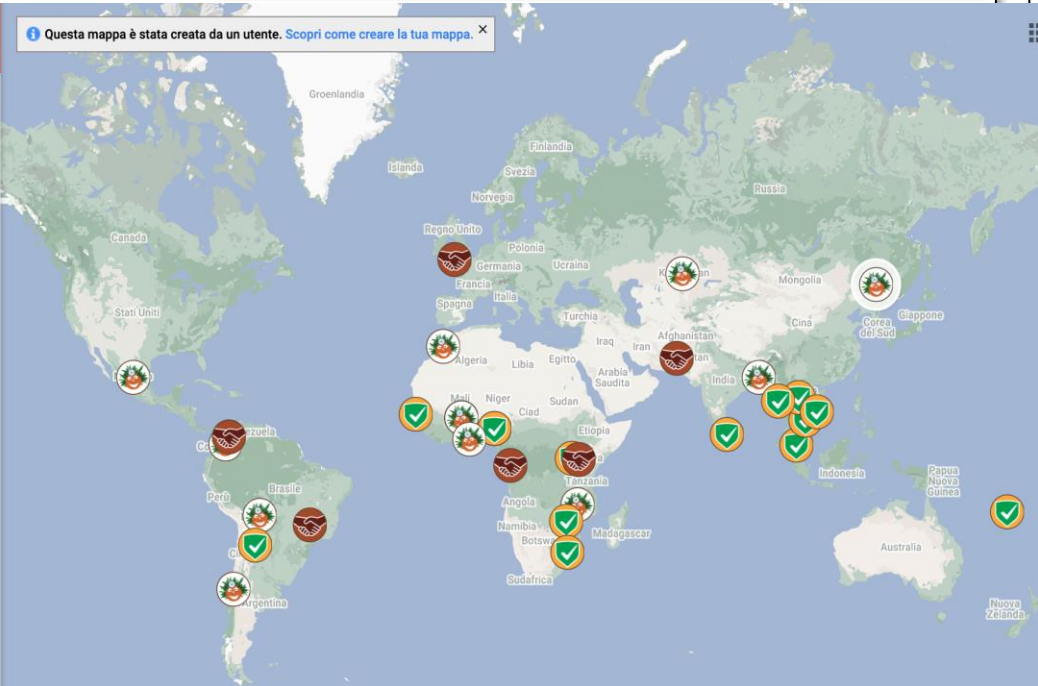 Questa mappa è stata creata da un utente. Scopri come creare la tua mappa.
Groenlandia
Islanda
Finlandia
Svezia
Norvegia
Russia
Canada
Regno Unito
Polonia
Germania
Ucraina
Francia
Mongolia
Spagna
Italia
Stati Uniti
Turchia
Cina
Corea del Sud
Giappone
Afghanistan
Iraq
Iran
Algeria
Libia
Egitto
Arabia Saudita
India
Mali
Niger
Sudan
Ciad
Etiopia
Indonesia
Papua Nuova Guinea
Tanzania
Perù
Brasile
Angola
Namibia
Madagascar
Australia
Sudafrica
Argentina
Nuova Zelanda